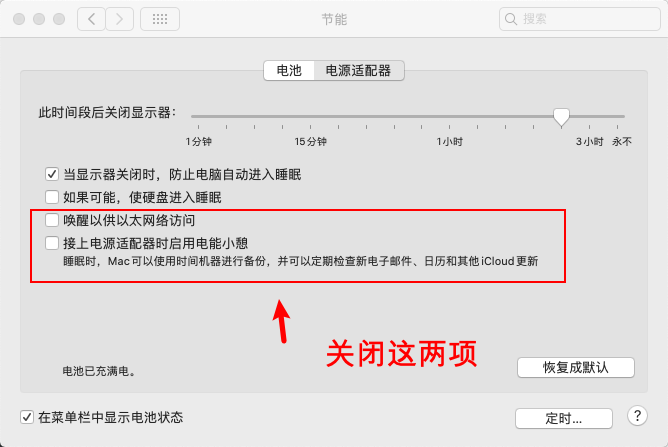 节能
搜索
电池 电源适配器
此时间段后关闭显示器：
1分钟 15分钟 1小时 3小时 永不
当显示器关闭时，防止电脑自动进入睡眠
如果可能，使硬盘进入睡眠
唤醒以供以太网络访问
接上电源适配器时启用电能小憩
睡眠时，Mac可以使用时间机器进行备份，并可以定期检查新电子邮件、日历和其他 iCloud 更新
关闭这两项
电池已充满电。
恢复成默认
在菜单栏中显示电池状态
定时...
?